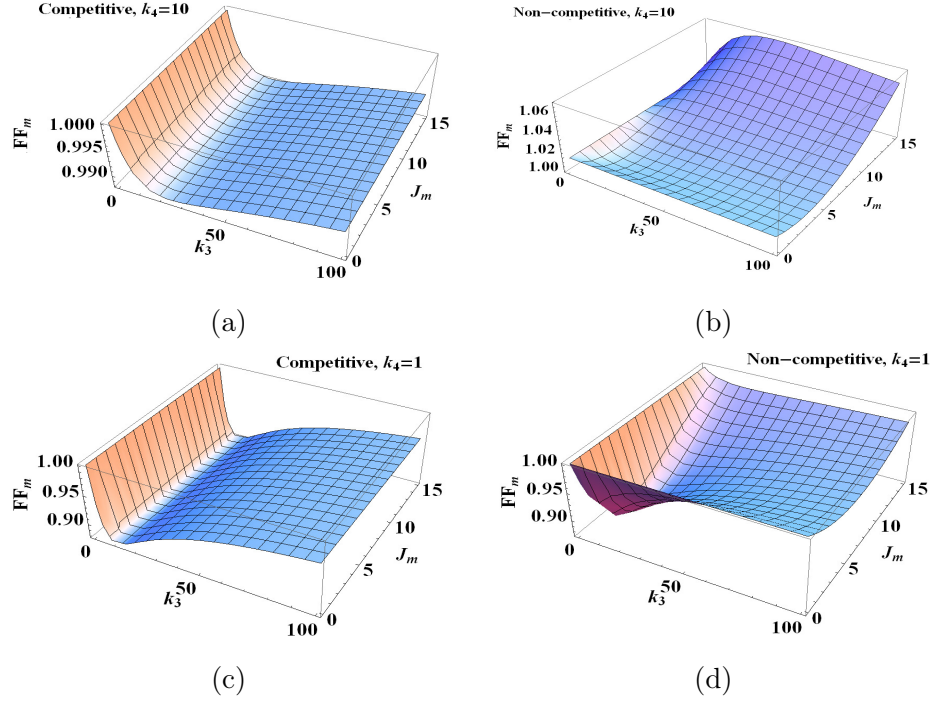 Competitive, k₄=10
1.000
0.995
0.990
FFₘ
0
50
100
k₃
0
5
10
15
Jₘ
(a)
Non−competitive, k₄=10
1.06
1.04
1.02
1.00
FFₘ
0
50
100
k₃
0
5
10
15
Jₘ
(b)
Competitive, k₄=1
1.00
0.95
0.90
FFₘ
0
50
100
k₃
0
5
10
15
Jₘ
(c)
Non−competitive, k₄=1
1.00
0.95
0.90
FFₘ
0
50
100
k₃
0
5
10
15
Jₘ
(d)